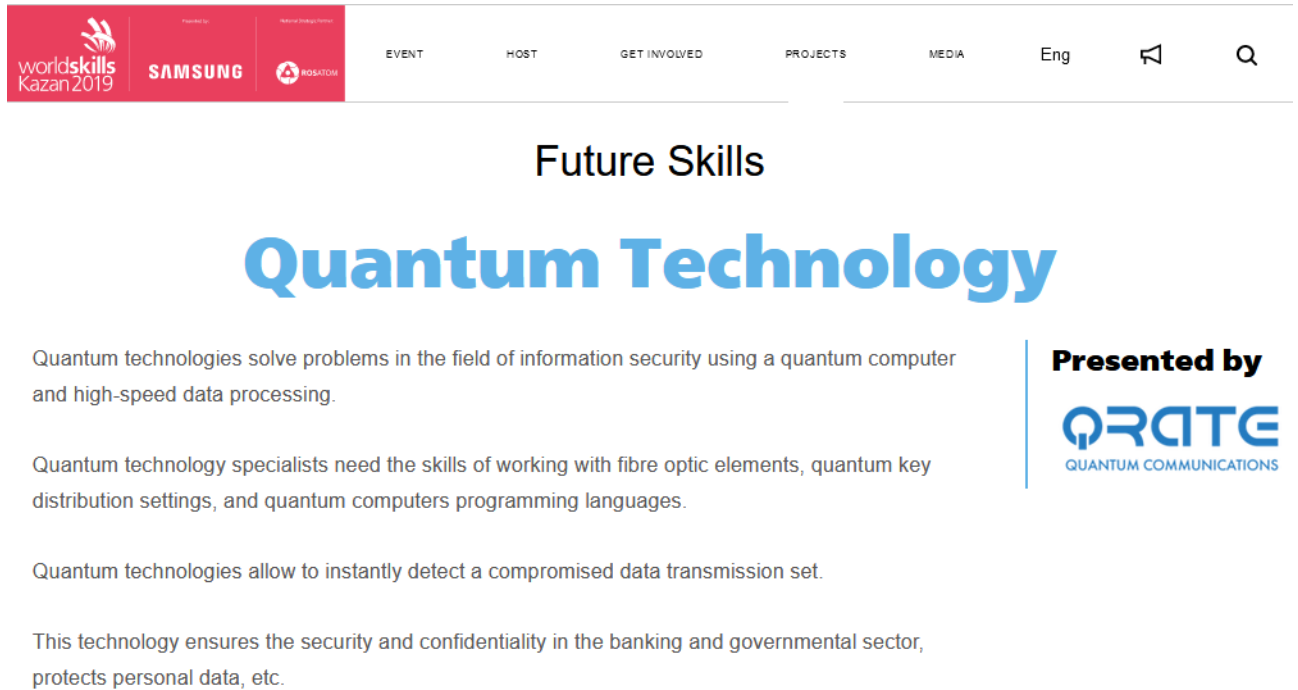 Presented by:
worldskills
Kazan 2019
SAMSUNG
ROSATOM
EVENT
HOST
GET INVOLVED
PROJECTS
MEDIA
Eng
Future Skills
Quantum Technology
Quantum technologies solve problems in the field of information security using a quantum computer
and high-speed data processing.
Quantum technology specialists need the skills of working with fibre optic elements, quantum key
distribution settings, and quantum computers programming languages.
Quantum technologies allow to instantly detect a compromised data transmission set.
This technology ensures the security and confidentiality in the banking and governmental sector,
protects personal data, etc.
Presented by
QRATE
QUANTUM COMMUNICATIONS